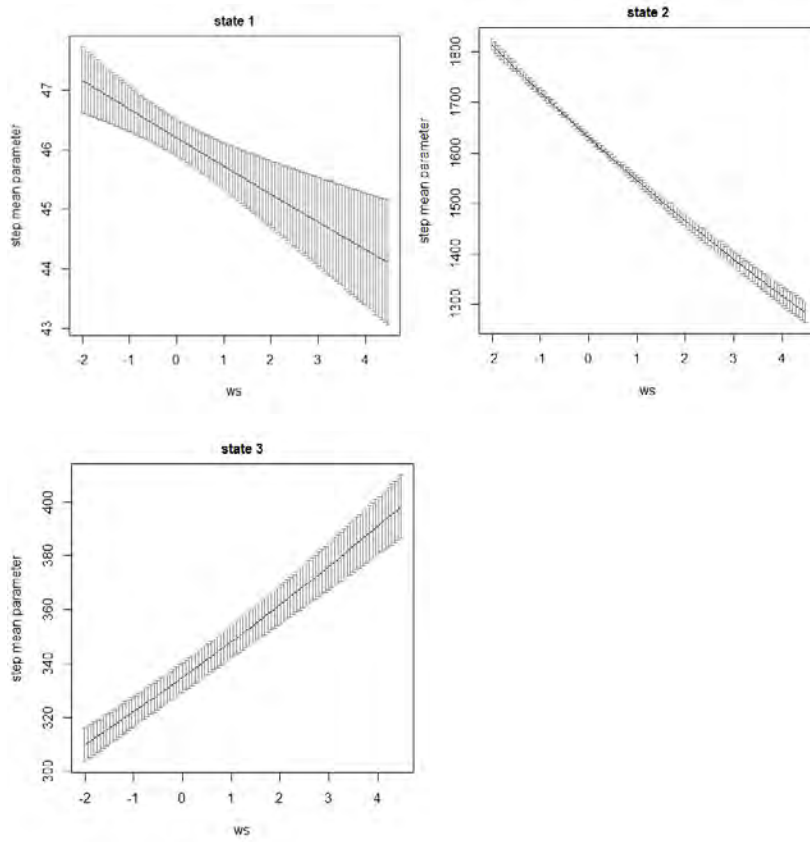 state 1
step mean parameter
47
46
45
44
43
-2 -1 0 1 2 3 4
ws
state 2
step mean parameter
1800
1700
1600
1500
1400
1300
-2 -1 0 1 2 3 4
ws
state 3
step mean parameter
400
380
360
340
320
300
-2 -1 0 1 2 3 4
ws